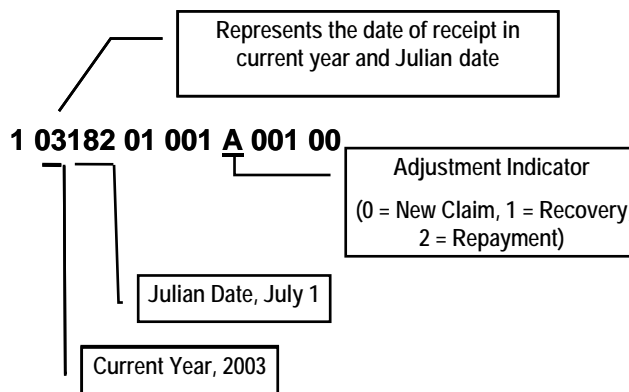 Represents the date of receipt in
current year and Julian date
1 03182 01 001 A 001 00
Adjustment Indicator
(0 = New Claim, 1 = Recovery
2 = Repayment)
Julian Date, July 1
Current Year, 2003